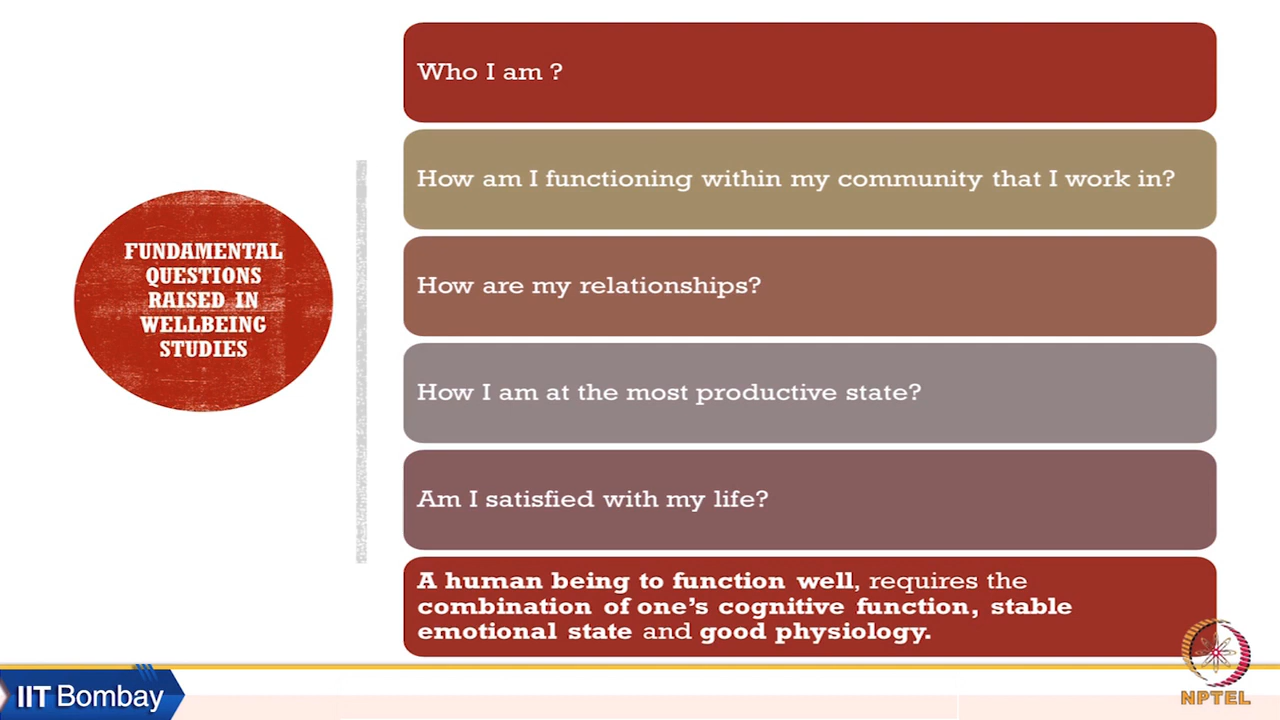 FUNDAMENTAL
QUESTIONS
RAISED IN
WELLBEING
STUDIES
Who I am ?
How am I functioning within my community that I work in?
How are my relationships?
How I am at the most productive state?
Am I satisfied with my life?
A human being to function well, requires the
combination of one's cognitive function, stable
emotional state and good physiology.
IIT Bombay
NPTEL